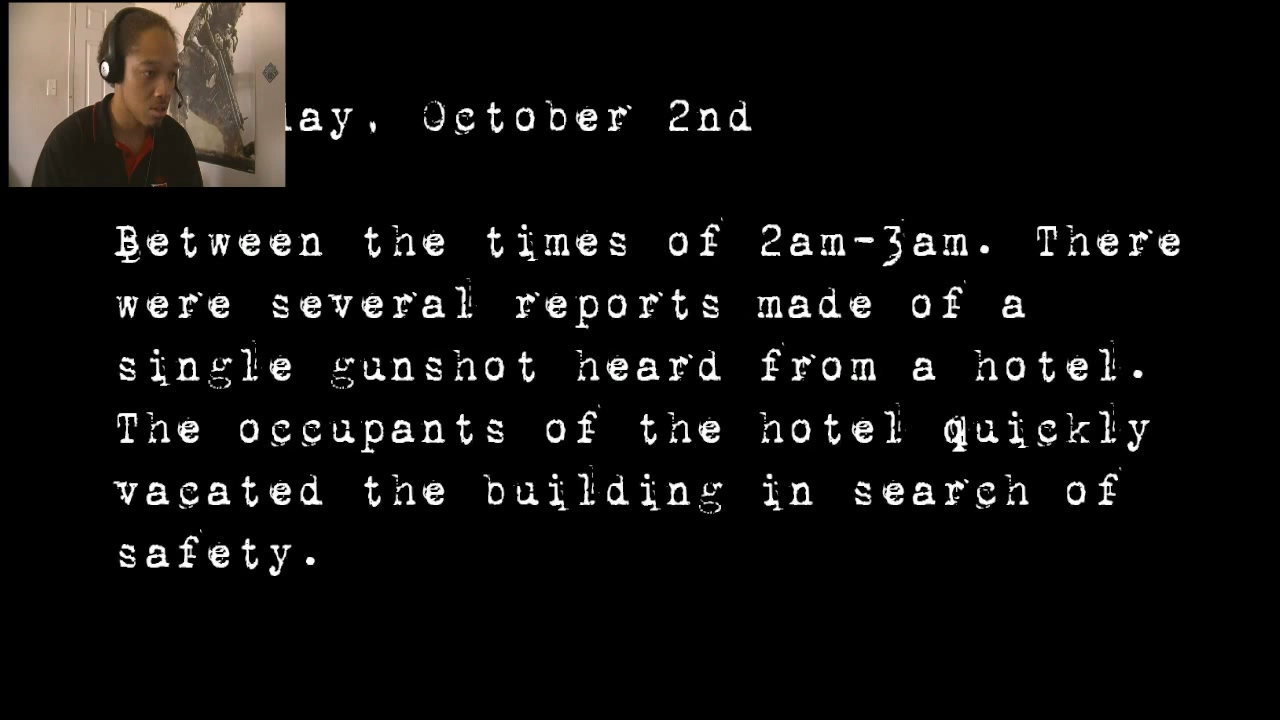 October 2nd
Between the times of 2am-3am. There
were several reports made of a
single gunshot heard from a hotel.
The occupants of the hotel quickly
vacated the building in search of
safety.